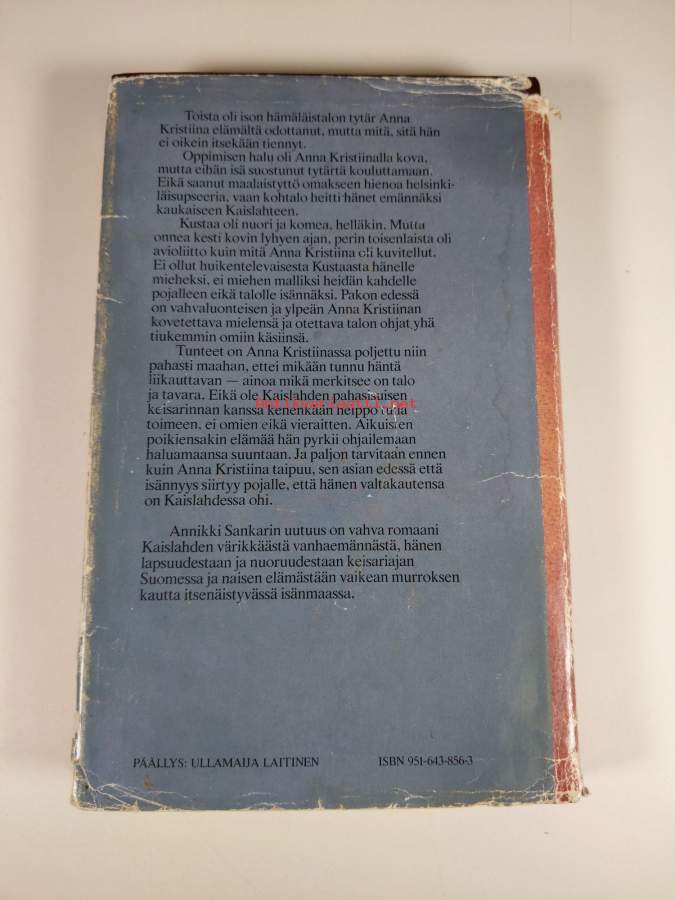 Toista oli ison hämäläistalon tytär Anna
Kristiina elämältä odottanut, mutta mitä, sitä hän
ei oikein itsekään tiennyt.
Oppimisen halu oli Anna Kristiinalla kova,
mutta eihän isä suostunut tytärtä kouluttamaan.
Eikä saanut maalaistyttö omakseen hienoa helsinki-
läisupseeria, vaan kohtalo heitti hänet emännäksi
kaukaiseen Kaislahteen.
Kustaa oli nuori ja komea, helläkin. Mutta
onnea kesti kovin lyhyen ajan, perin toisenlaista oli
avioliitto kuin mitä Anna Kristiina oli kuvitellut.
Ei ollut huikentelevaisesta Kustaasta hänelle
mieheksi, ei miehen malliksi heidän kahdelle
pojalleen eikä talolle isännäksi. Pakon edessä
on vahvaluonteisen ja ylpeän Anna Kristiinan
kovetettava mielensä ja otettava talon ohjat yhä
tiukemmin omiin käsiinsä.
Tunteet on Anna Kristiinassa poljettu niin
pahasti maahan, ettei mikään tunnu häntä
liikauttavan — ainoa mikä merkitsee on talo
ja tavara. Eikä ole Kaislahden pahasisuisen
keisarinnan kanssa kenenkään helppo tulla
toimeen, ei omien eikä vieraitten. Aikuisten
poikiensakin elämää hän pyrkii ohjailemaan
haluamaansa suuntaan. Ja paljon tarvitaan ennen
kuin Anna Kristiina taipuu, sen asian edessä että
isännyys siirtyy pojalle, että hänen valtakautensa
on Kaislahdessa ohi.
Annikki Sankarin uutuus on vahva romaani
Kaislahden värikkäästä vanhaemännästä, hänen
lapsuudestaan ja nuoruudestaan keisariajan
Suomessa ja naisen elämästään vaikean murroksen
kautta itsenäistyvässä isänmaassa.
PÄÄLLYS: ULLAMAIJA LAITINEN ISBN 951-643-856-3